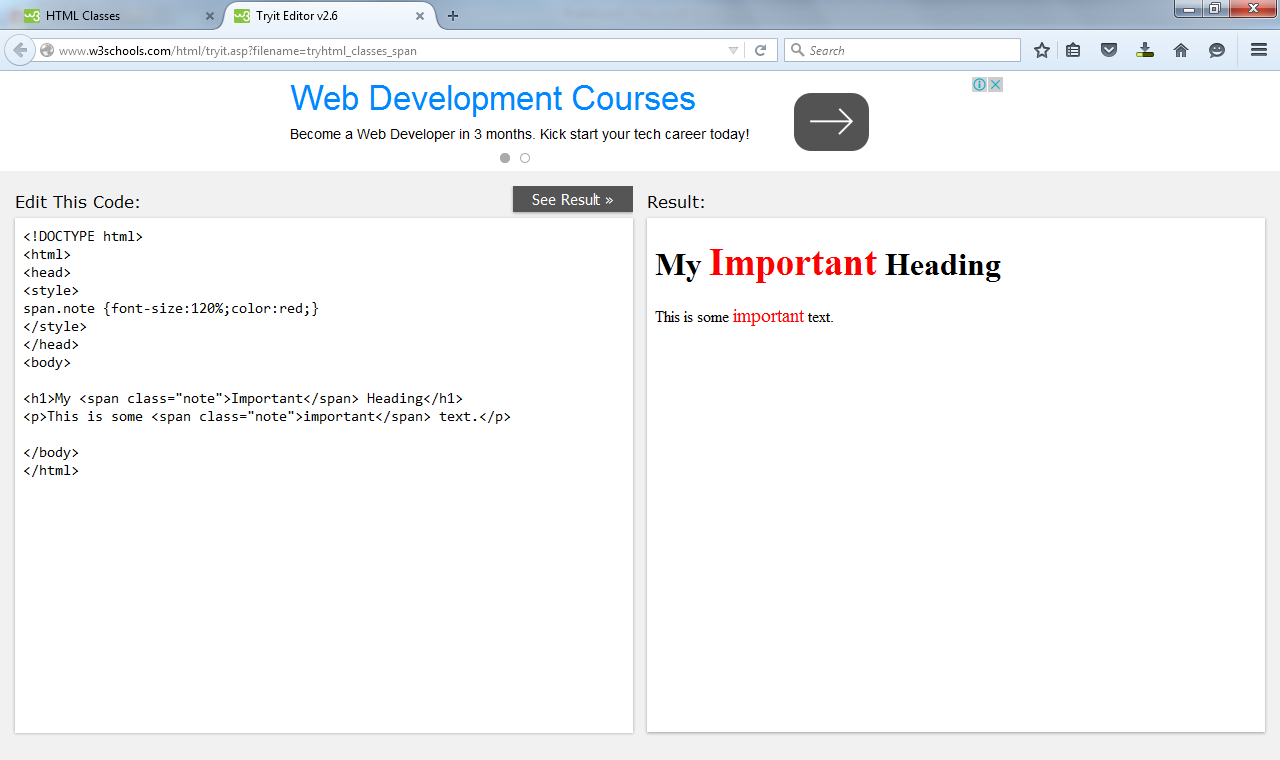 HTML Classes
Tryit Editor v2.6
www.w3schools.com/html/tryit.asp?filename=tryhtml_classes_span
Search
Web Development Courses
Become a Web Developer in 3 months. Kick start your tech career today!
Edit This Code:
See Result »
Result:
<!DOCTYPE html>
<html>
<head>
<style>
span.note {font-size:120%;color:red;}
</style>
</head>
<body>
<h1>My <span class="note">Important</span> Heading</h1>
<p>This is some <span class="note">important</span> text.</p>
</body>
</html>
My Important Heading
This is some important text.